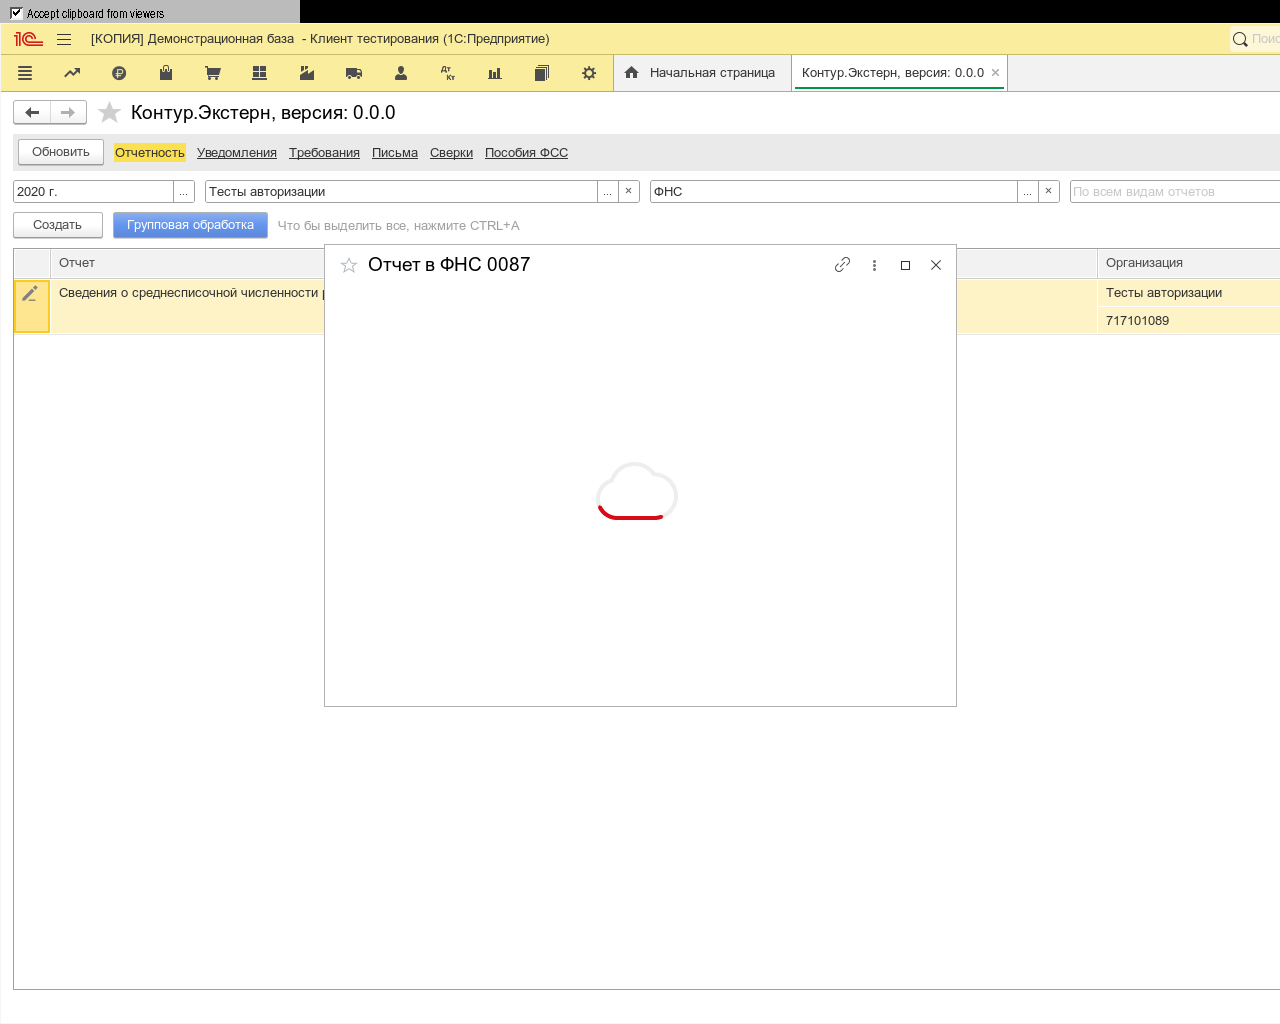 Accept clipboard from viewers
[КОПИЯ] Демонстрационная база - Клиент тестирования (1С:Предприятие)
Дт Кт
Начальная страница
Контур.Экстерн, версия: 0.0.0
Контур.Экстерн, версия: 0.0.0
Обновить Отчетность Уведомления Требования Письма Сверки Пособия ФСС
2020 г. ... Тесты авторизации ... × ФНС ... × По всем видам отчетов
Создать Групповая обработка Что бы выделить все, нажмите CTRL+A
Отчет
Организация
Отчет в ФНС 0087
Сведения о среднесписочной численности
Тесты авторизации
717101089